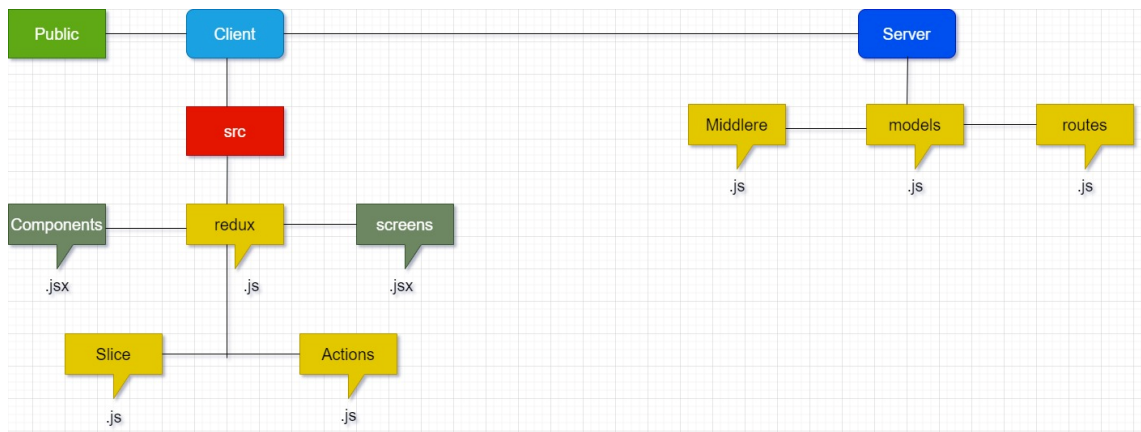 Public
Client
Server
src
Middlere
models
routes
.js
.js
.js
Components
redux
screens
.jsx
.js
.jsx
Slice
Actions
.js
.js